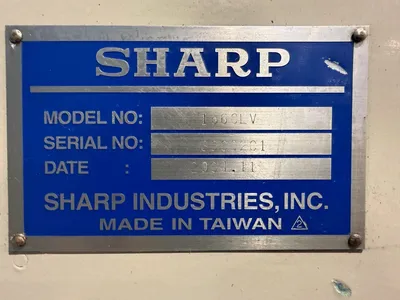 SHARP
MODEL NO:
SERIAL NO:
DATE :
SHARP INDUSTRIES, INC.
MADE IN TAIWAN